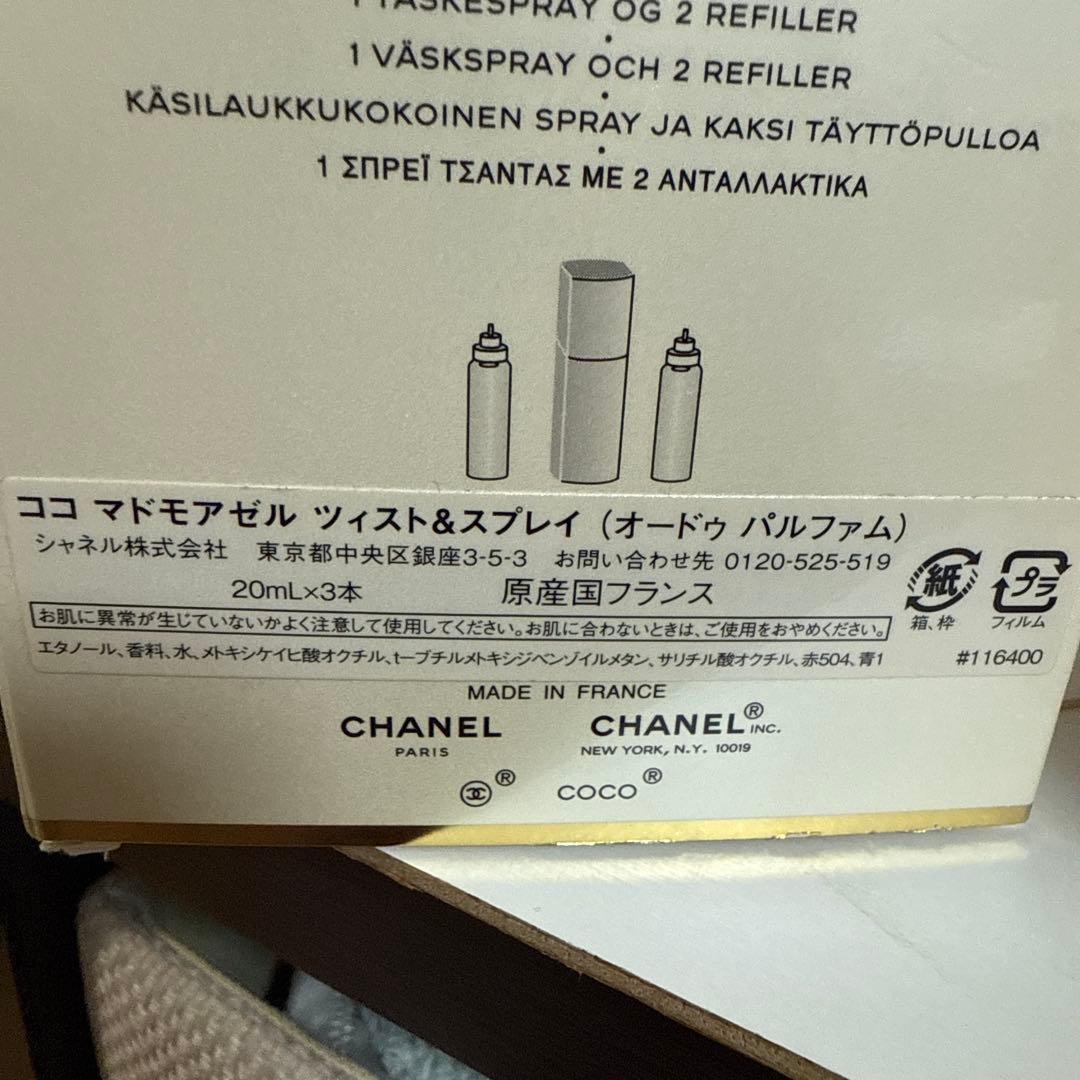 1 TASKESPRAY OG 2 REFILLER
•
1 VÄSKSPRAY OCH 2 REFILLER
•
KÄSILAUKKUKOKOINEN SPRAY JA KAKSI TÄYTTÖPULLOA
•
1 ΣΠΡΕΪ ΤΣΑΝΤΑΣ ΜΕ 2 ΑΝΤΑΛΛΑΚΤΙΚΑ
ココ マドモアゼル ツィスト&スプレイ（オードゥ パルファム）
シャネル株式会社 東京都中央区銀座3-5-3 お問い合わせ先 0120-525-519
20mL×3本 原産国フランス
紙 箱、枠
プラ フィルム
お肌に異常が生じていないかよく注意して使用してください。お肌に合わないときは、ご使用をおやめください。
エタノール、香料、水、メトキシケイヒ酸オクチル、t-ブチルメトキシジベンゾイルメタン、サリチル酸オクチル、赤504、青1 #116400
MADE IN FRANCE
CHANEL CHANEL® INC.
PARIS NEW YORK, N.Y. 10019
® COCO®